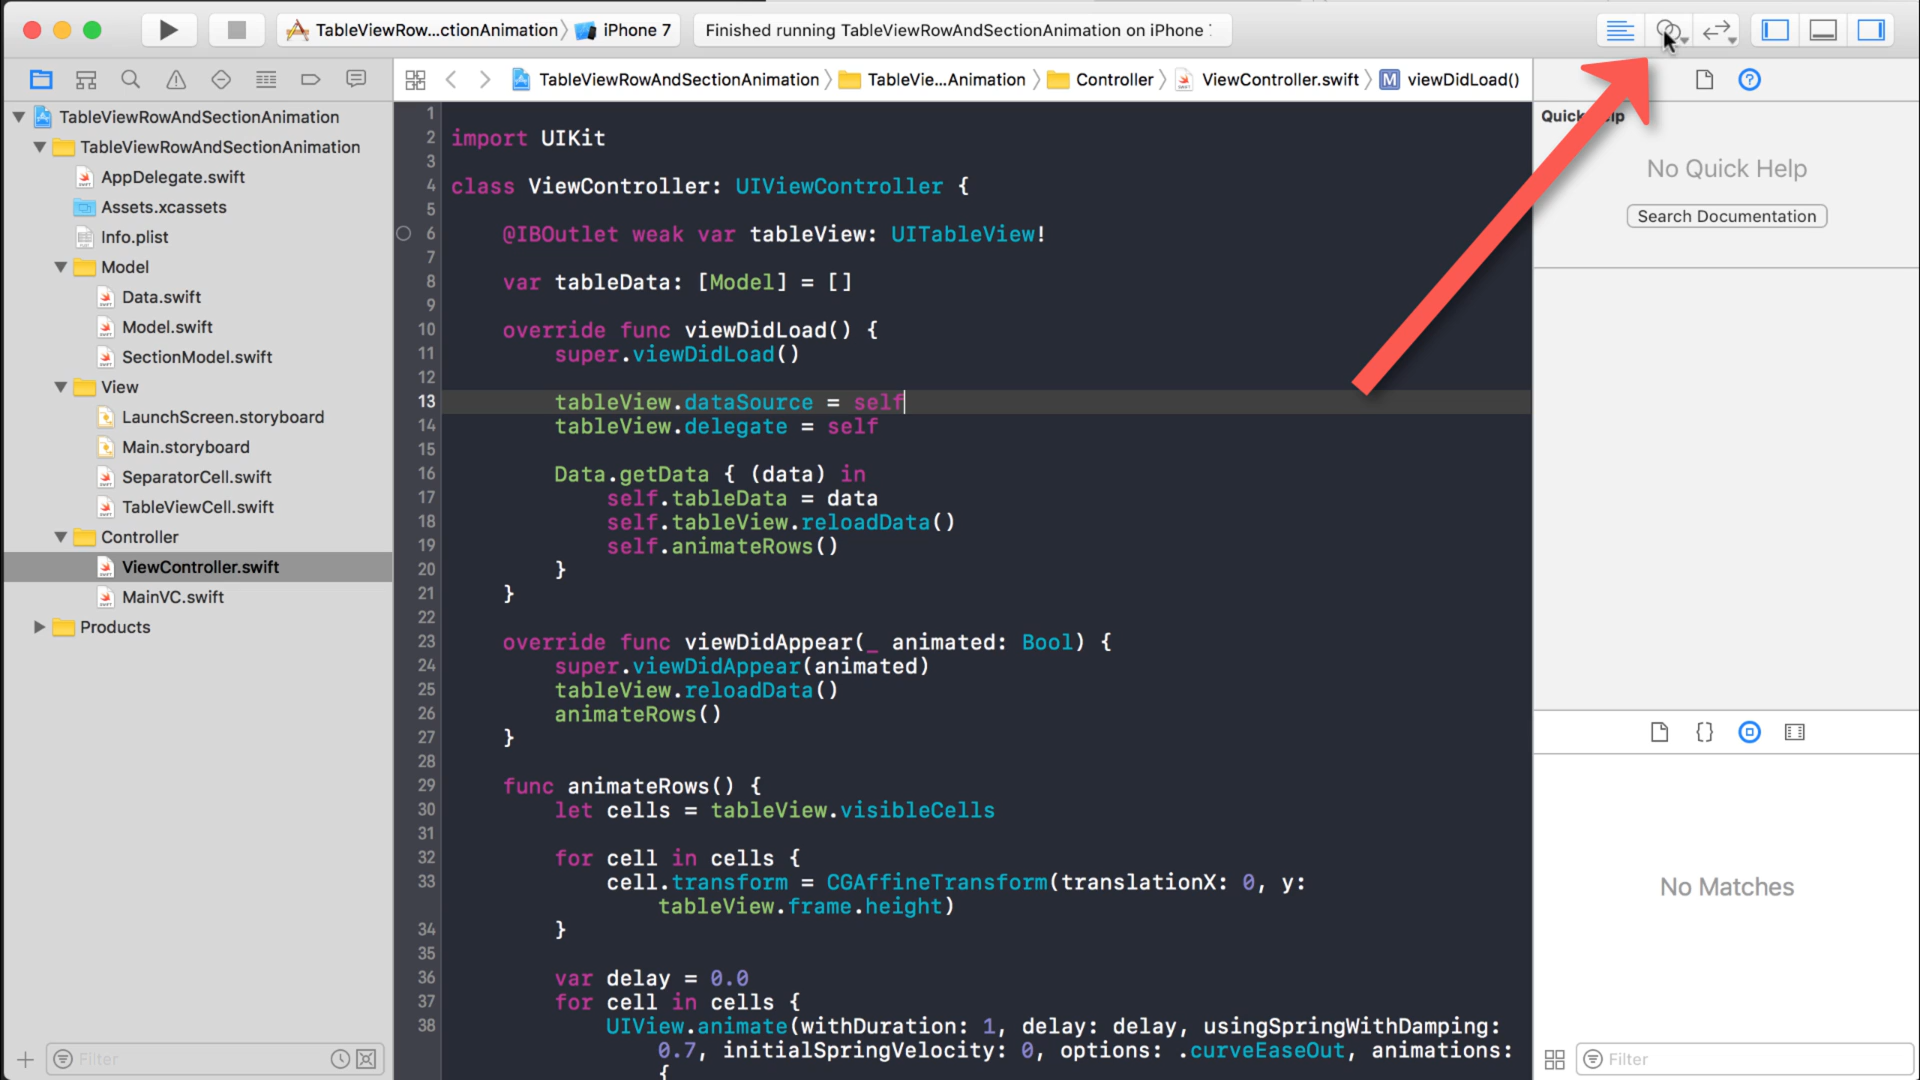 TableViewRow...ctionAnimation
iPhone 7
Finished running TableViewRowAndSectionAnimation on iPhone
TableViewRowAndSectionAnimation
TableVie...Animation
Controller
ViewController.swift
M
viewDidLoad()
TableViewRowAndSectionAnimation
TableViewRowAndSectionAnimation
AppDelegate.swift
Assets.xcassets
Info.plist
Model
Data.swift
Model.swift
SectionModel.swift
View
LaunchScreen.storyboard
Main.storyboard
SeparatorCell.swift
TableViewCell.swift
Controller
ViewController.swift
MainVC.swift
Products
Filter
1
2 import UIKit
3
4 class ViewController: UIViewController {
5
6 @IBOutlet weak var tableView: UITableView!
7
8 var tableData: [Model] = []
9
10 override func viewDidLoad() {
11 super.viewDidLoad()
12
13 tableView.dataSource = self
14 tableView.delegate = self
15
16 Data.getData { (data) in
17 self.tableData = data
18 self.tableView.reloadData()
19 self.animateRows()
20 }
21 }
22
23 override func viewDidAppear(_ animated: Bool) {
24 super.viewDidAppear(animated)
25 tableView.reloadData()
26 animateRows()
27 }
28
29 func animateRows() {
30 let cells = tableView.visibleCells
31
32 for cell in cells {
33 cell.transform = CGAffineTransform(translationX: 0, y:
tableView.frame.height)
34 }
35
36 var delay = 0.0
37 for cell in cells {
38 UIView.animate(withDuration: 1, delay: delay, usingSpringWithDamping:
0.7, initialSpringVelocity: 0, options: .curveEaseOut, animations:
{
Quick
No Quick Help
Search Documentation
{}
No Matches
Filter